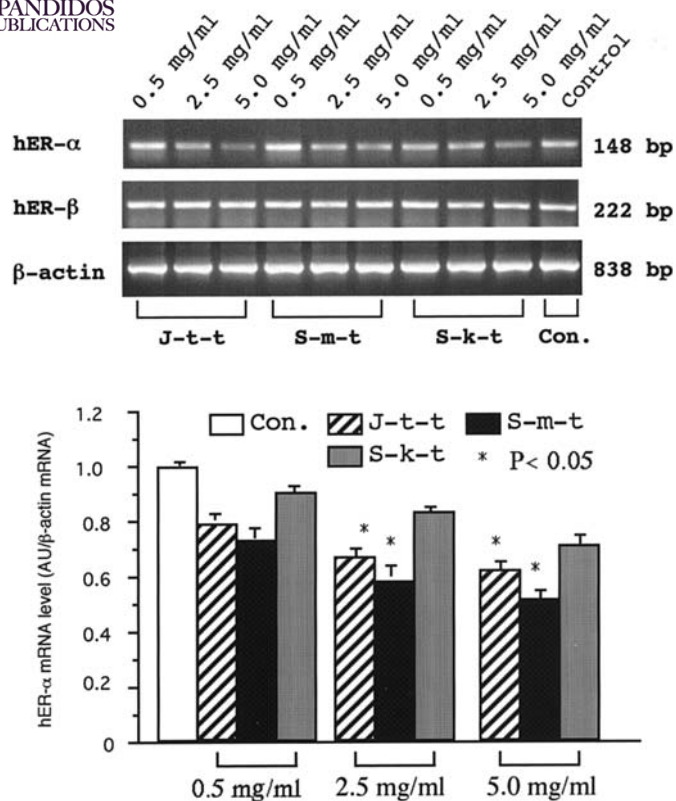 PANDIDOS
UBLICATIONS
0.5 mg/ml 2.5 mg/ml 5.0 mg/ml 0.5 mg/ml 2.5 mg/ml 5.0 mg/ml 0.5 mg/ml 2.5 mg/ml 5.0 mg/ml Control
hER-α 148 bp
hER-β 222 bp
β-actin 838 bp
J-t-t S-m-t S-k-t Con.
1.2
Con. J-t-t S-m-t
S-k-t * P< 0.05
1.0
0.8
0.6
0.4
0.2
0
hER-α mRNA level (AU/β-actin mRNA)
* * * *
0.5 mg/ml 2.5 mg/ml 5.0 mg/ml